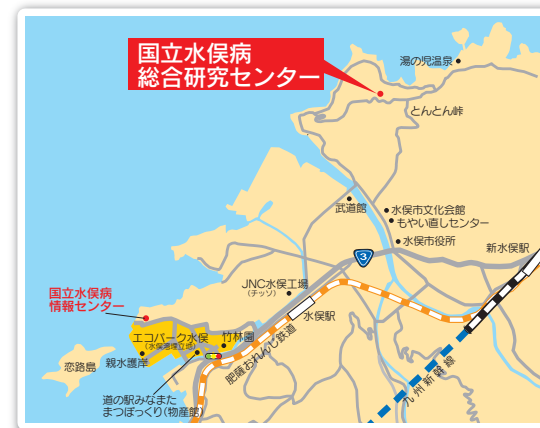 国立水俣病
総合研究センター
湯の児温泉
とんとん峠
武道館
水俣市文化会館
もやい直しセンター
水俣市役所
新水俣駅
3
国立水俣病
情報センター
JNC水俣工場
(チッソ)
水俣駅
エコパーク水俣
(水俣湾埋立地)
竹林園
肥薩おれんじ鉄道
恋路島
親水護岸
道の駅みなまた
まつぼっくり(物産館)
九州新幹線